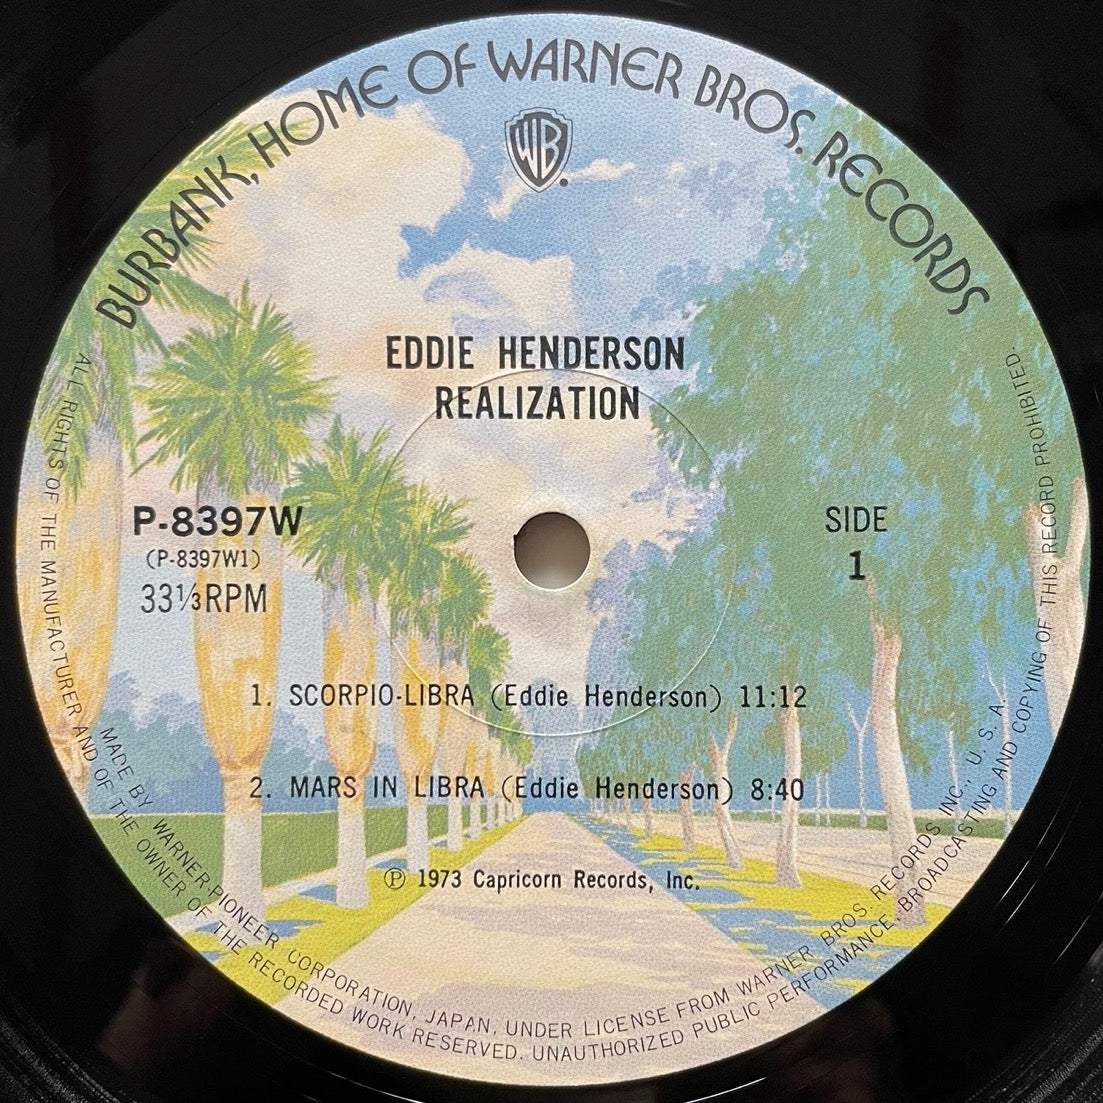 BURBANK, HOME OF WARNER BROS. RECORDS
WB
EDDIE HENDERSON
REALIZATION
P-8397W
(P-8397W1)
33⅓RPM
SIDE
1
1. SCORPIO-LIBRA (Eddie Henderson) 11:12
2. MARS IN LIBRA (Eddie Henderson) 8:40
Ⓟ 1973 Capricorn Records, Inc.
MADE BY WARNER-PIONEER CORPORATION, JAPAN, UNDER LICENSE FROM WARNER BROS RECORDS INC., U. S. A.
ALL RIGHTS OF THE MANUFACTURER AND OF THE OWNER OF THE RECORDED WORK RESERVED. UNAUTHORIZED PUBLIC PERFORMANCE, BROADCASTING AND COPYING OF THIS RECORD PROHIBITED.